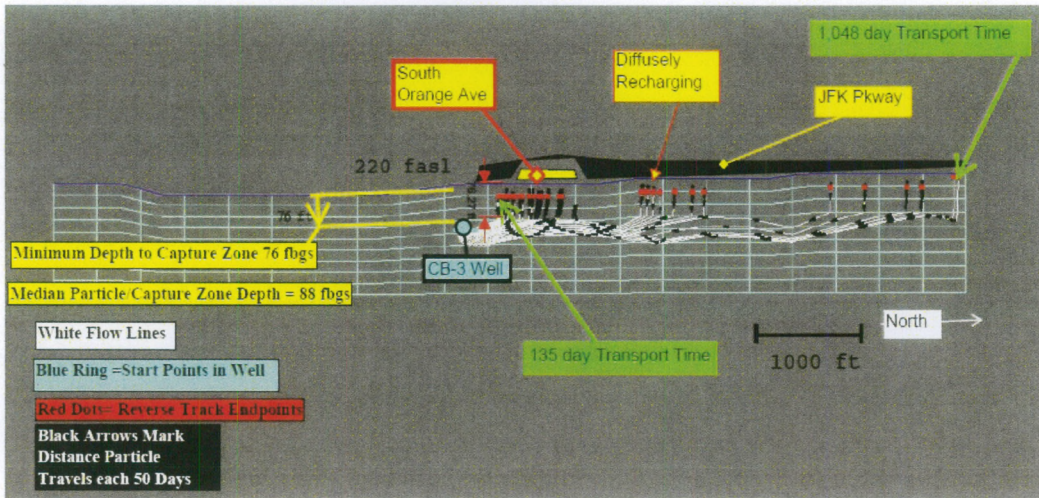 1,048 day Transport Time
South
Orange Ave
Diffusely
Recharging
JFK Pkway
220 fasl
76 ft
Minimum Depth to Capture Zone 76 fbgs
CB-3 Well
Median Particle/Capture Zone Depth = 88 fbgs
North
White Flow Lines
135 day Transport Time
1000 ft
Blue Ring =Start Points in Well
Red Dots= Reverse Track Endpoints
Black Arrows Mark
Distance Particle
Travels each 50 Days